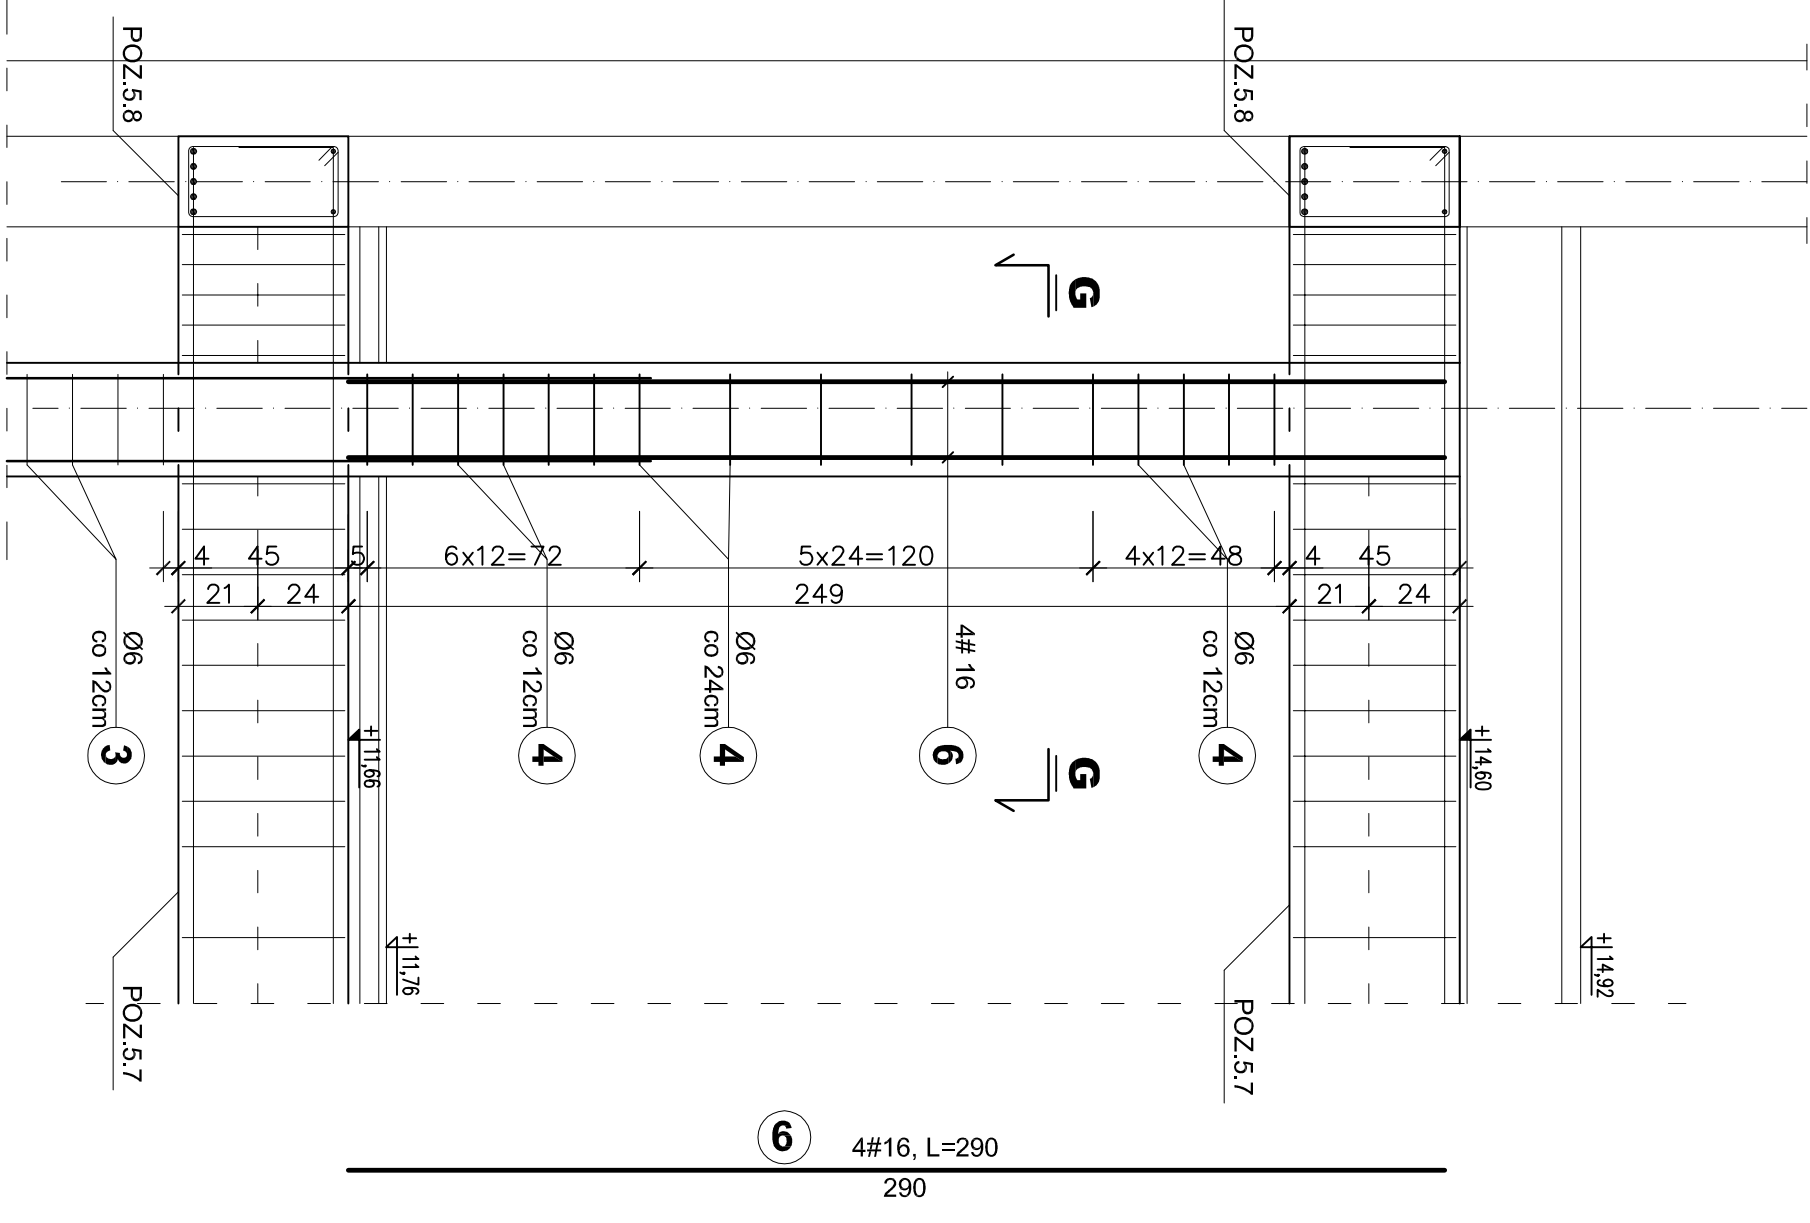 POZ.5.8
POZ.5.8
G
4 45 5 6x12=72 5x24=120 4x12=48 4 45
21 24 249 21 24
Ø6
co 12cm
3
Ø6
co 12cm
4
Ø6
co 24cm
4
4# 16
6
Ø6
co 12cm
4
G
+11,66
+14,60
+11,76
+14,92
POZ.5.7
POZ.5.7
6 4#16, L=290
290